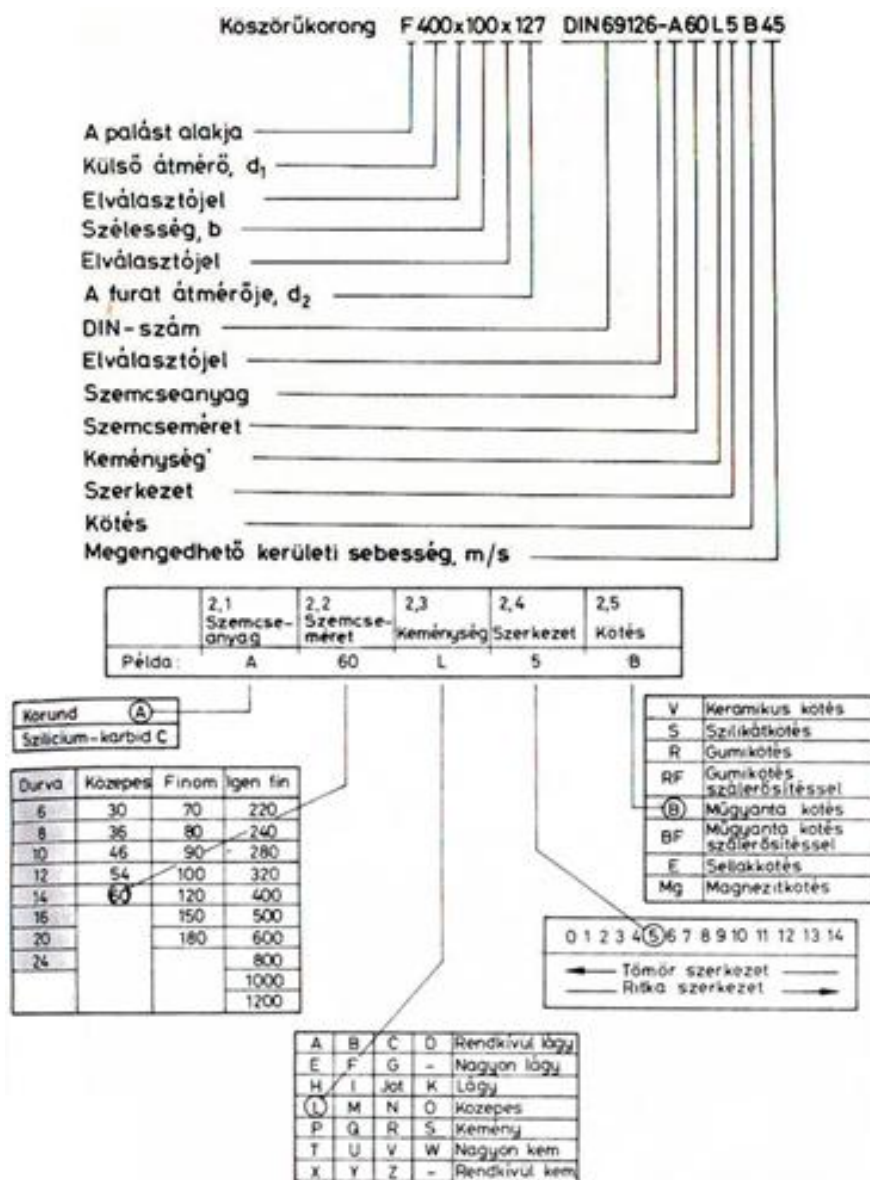 Köszörűkorong F400x100x127 DIN69126-A60L5B45
A palást alakja
Külső átmérő, d₁
Elválasztójel
Szélesség, b
Elválasztójel
A furat átmérője, d₂
DIN-szám
Elválasztójel
Szemcseanyag
Szemcseméret
Keménység
Szerkezet
Kötés
Megengedhető kerületi sebesség, m/s
2,1 2,2 2,3 2,4 2,5
Szemcse- Szemcse-
anyag méret Keménység Szerkezet Kötés
Példa: A 60 L 5 B
Korund A
Szilícium-karbid C
Durva Közepes Finom Igen fin
6 30 70 220
8 36 80 240
10 46 90 280
12 54 100 320
14 60 120 400
16 150 500
20 180 600
24 800
1000
1200
V Keramikus kötés
S Szilikátkötés
R Gumikötés
RF Gumikötés
szálerősítéssel
B Műgyanta kötés
BF Műgyanta kötés
szálerősítéssel
E Sellakkötés
Mg Magnezitkötés
0 1 2 3 4 5 6 7 8 9 10 11 12 13 14
Tömör szerkezet
Ritka szerkezet
A B C D Rendkívül lágy
E F G - Nagyon lágy
H I Jot K Lágy
L M N O Közepes
P Q R S Kemény
T U V W Nagyon kem
X Y Z - Rendkívül kem